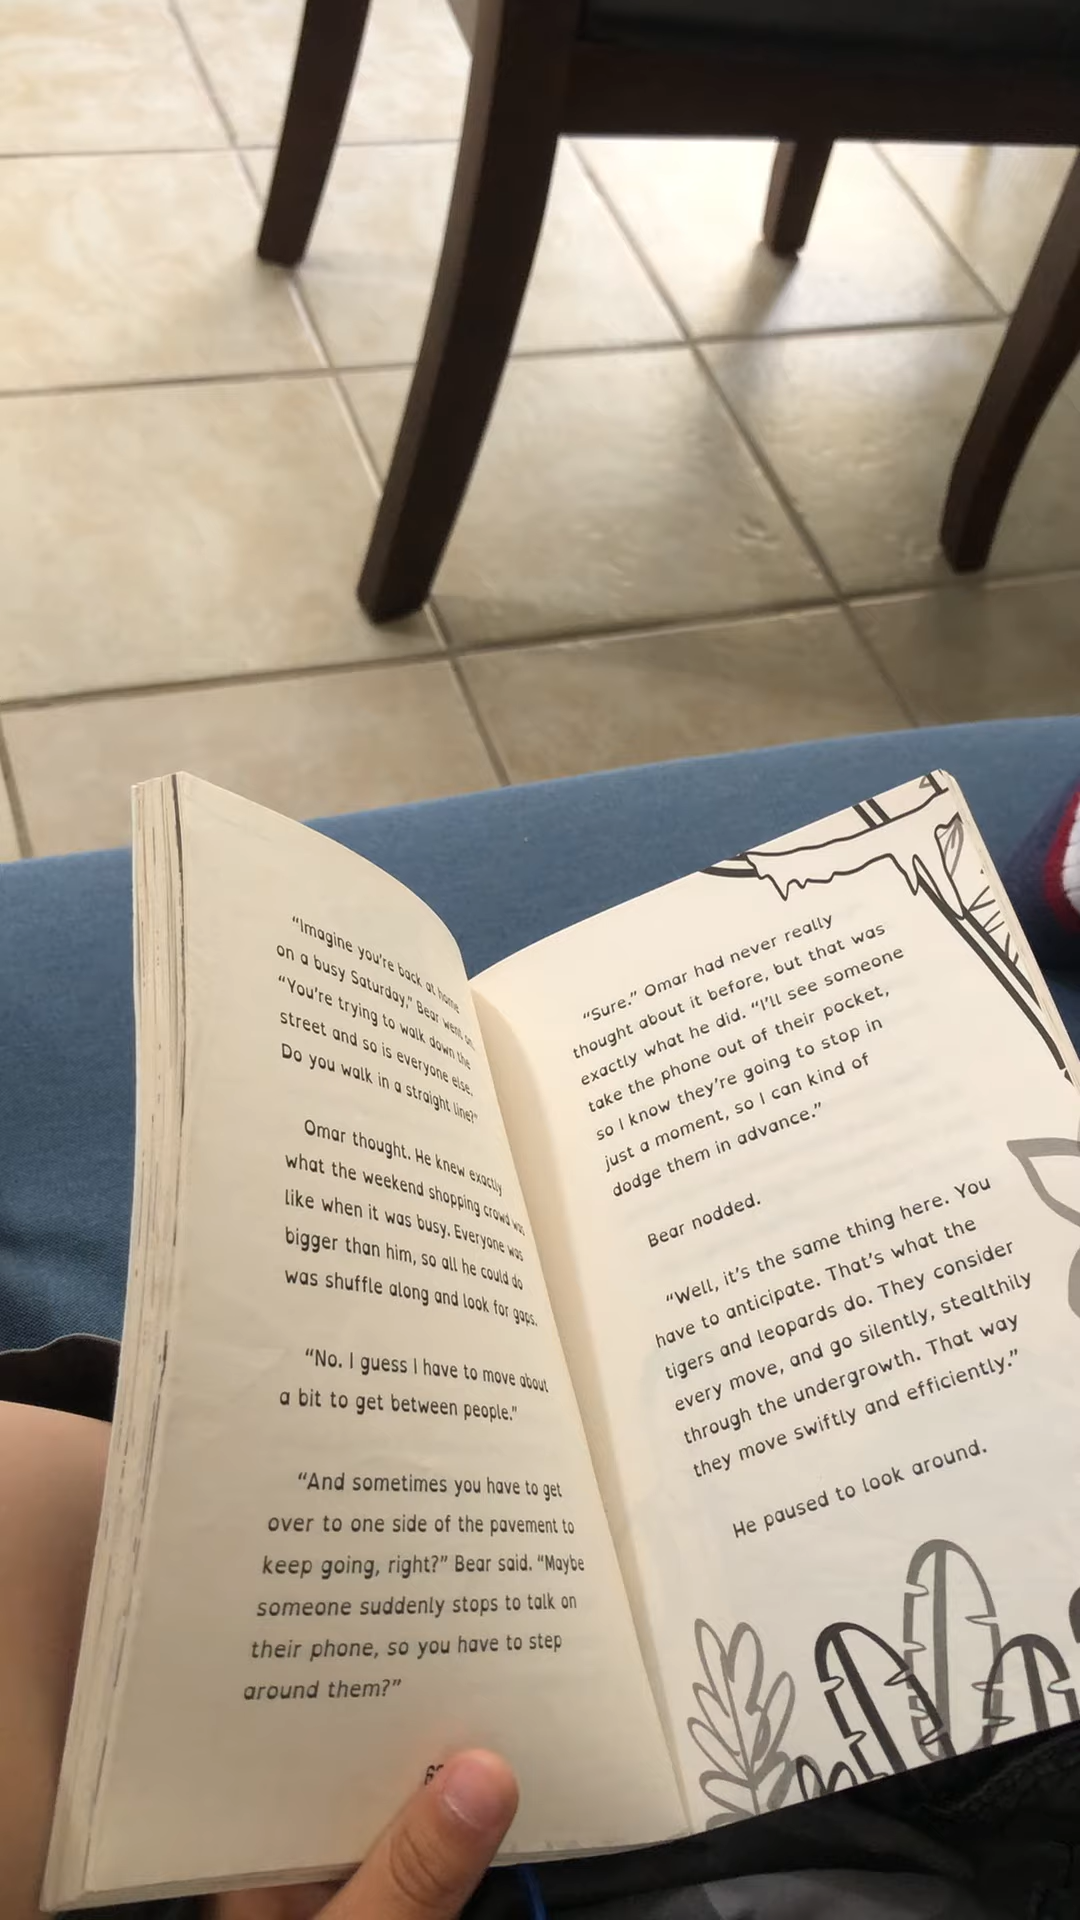 “Imagine you’re back at home
on a busy Saturday,” Bear went on.
“You’re trying to walk down the
street and so is everyone else.
Do you walk in a straight line?”
Omar thought. He knew exactly
what the weekend shopping crowd was
like when it was busy. Everyone was
bigger than him, so all he could do
was shuffle along and look for gaps.
“No. I guess I have to move about
a bit to get between people.”
“And sometimes you have to get
over to one side of the pavement to
keep going, right?” Bear said. “Maybe
someone suddenly stops to talk on
their phone, so you have to step
around them?”
“Sure.” Omar had never really
thought about it before, but that was
exactly what he did. “I’ll see someone
take the phone out of their pocket,
so I know they’re going to stop in
just a moment, so I can kind of
dodge them in advance.”
Bear nodded.
“Well, it’s the same thing here. You
have to anticipate. That’s what the
tigers and leopards do. They consider
every move, and go silently, stealthily
through the undergrowth. That way
they move swiftly and efficiently.”
He paused to look around.